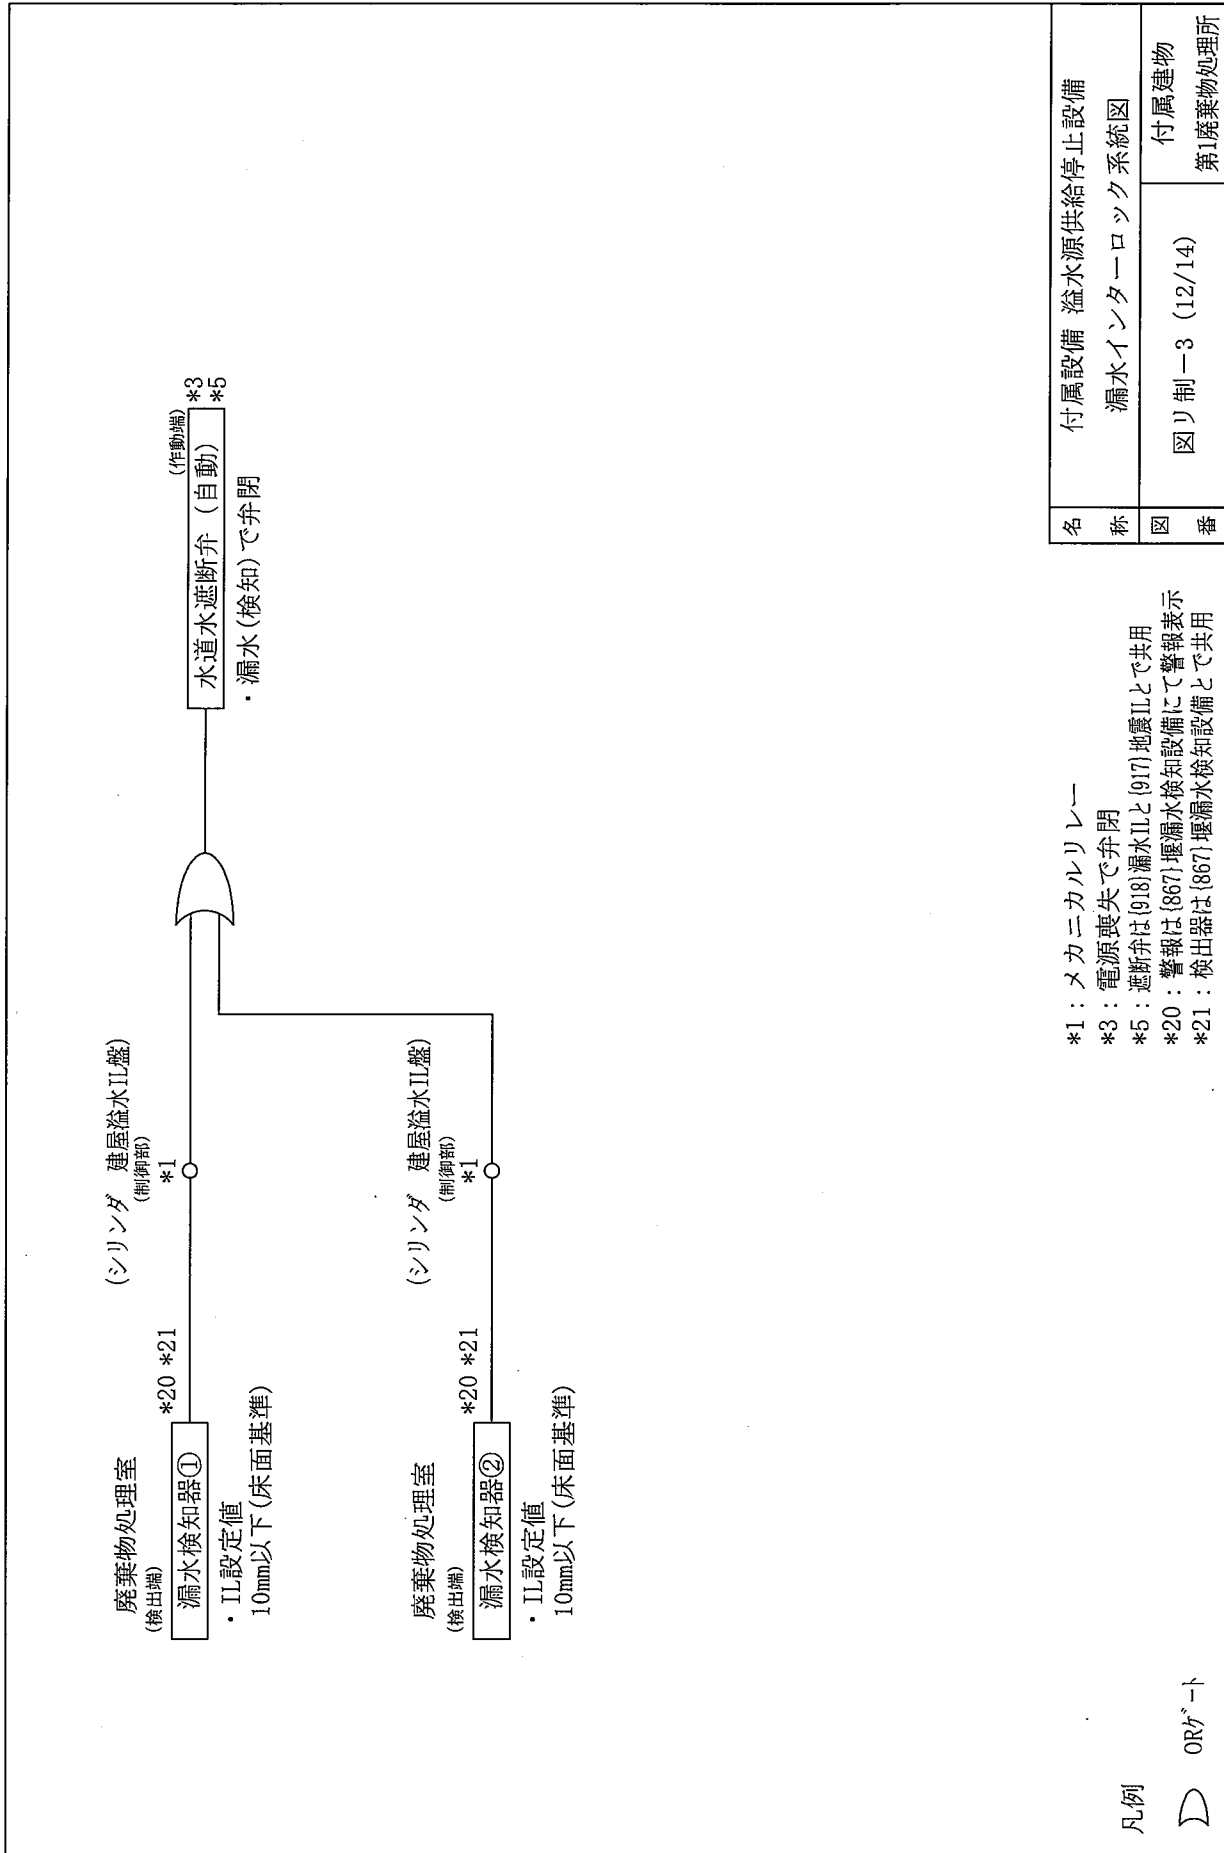 廃棄物処理室
(検出端)
漏水検知器①
*20 *21
・IL設定値
10mm以下(床面基準)
(シリンダ 建屋溢水IL盤)
(制御部)
*1
廃棄物処理室
(検出端)
漏水検知器②
*20 *21
・IL設定値
10mm以下(床面基準)
(シリンダ 建屋溢水IL盤)
(制御部)
*1
(作動端)
水道水遮断弁(自動)
*3
*5
・漏水(検知)で弁閉
凡例
ORゲート
*1:メカニカルリレー
*3:電源喪失で弁閉
*5:遮断弁は{918}漏水ILと{917}地震ILとで共用
*20:警報は{867}堰漏水検知設備にて警報表示
*21:検出器は{867}堰漏水検知設備とで共用
名称
付属設備 溢水源供給停止設備
漏水インターロック系統図
図番
図リ制-3 (12/14)
付属建物
第1廃棄物処理所